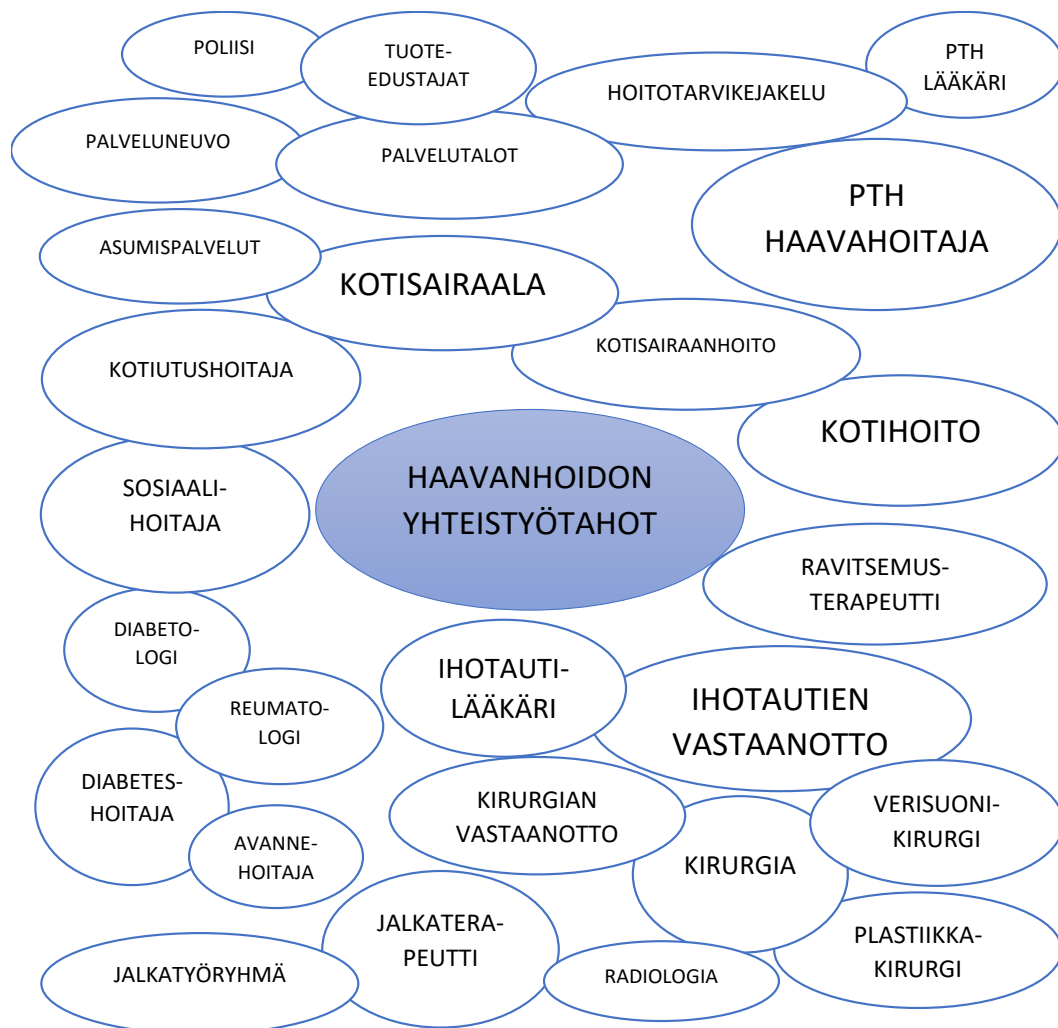 POLIISI
TUOTE-
EDUSTAJAT
HOITOTARVIKEJAKELU
PTH
LÄÄKÄRI
PALVELUNEUVO
PALVELUTALOT
PTH
HAAVAHOITAJA
ASUMISPALVELUT
KOTISAIRAALA
KOTISAIRAANHOITO
KOTIUTUSHOITAJA
KOTIHOITO
HAAVANHOIDON
YHTEISTYÖTAHOT
SOSIAALI-
HOITAJA
RAVITSEMUS-
TERAPEUTTI
DIABETO-
LOGI
IHOTAUTI-
LÄÄKÄRI
IHOTAUTIEN
VASTAANOTTO
REUMATO-
LOGI
DIABETES-
HOITAJA
KIRURGIAN
VASTAANOTTO
VERISUONI-
KIRURGI
AVANNE-
HOITAJA
KIRURGIA
JALKATERA-
PEUTTI
PLASTIIKKA-
KIRURGI
JALKATYÖRYHMÄ
RADIOLOGIA